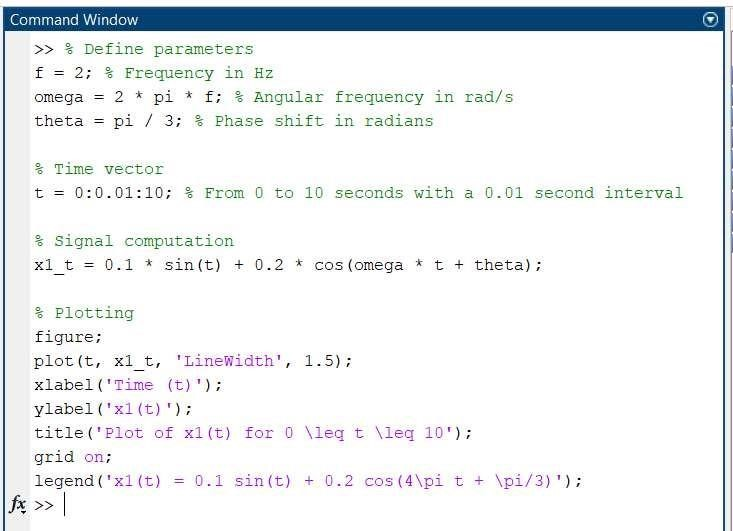 Command Window
>> % Define parameters
f = 2; % Frequency in Hz
omega = 2 * pi * f; % Angular frequency in rad/s
theta = pi / 3; % Phase shift in radians
% Time vector
t = 0:0.01:10; % From 0 to 10 seconds with a 0.01 second interval
% Signal computation
x1_t = 0.1 * sin(t) + 0.2 * cos(omega * t + theta);
% Plotting
figure;
plot(t, x1_t, 'LineWidth', 1.5);
xlabel('Time (t)');
ylabel('x1(t)');
title('Plot of x1(t) for 0 \leq t \leq 10');
grid on;
legend('x1(t) = 0.1 sin(t) + 0.2 cos(4\pi t + \pi/3)');
fx >>